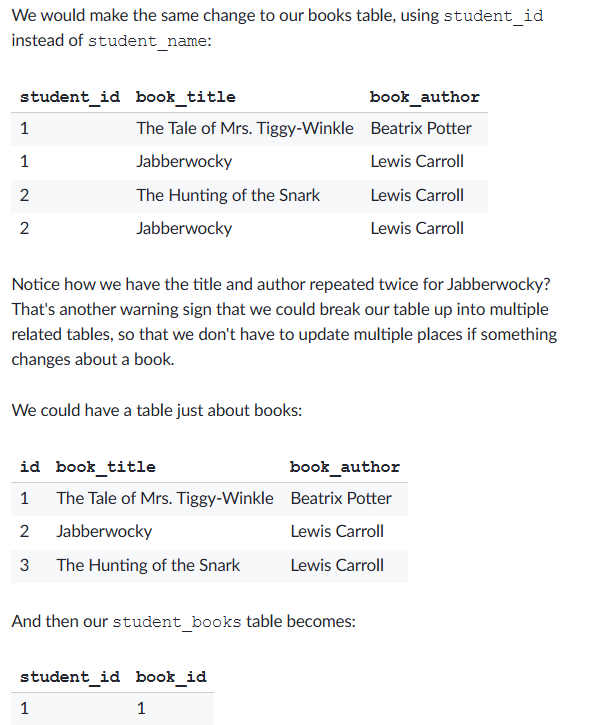 We would make the same change to our books table, using student_id
instead of student_name:
student_id book_title book_author
1 The Tale of Mrs. Tiggy-Winkle Beatrix Potter
1 Jabberwocky Lewis Carroll
2 The Hunting of the Snark Lewis Carroll
2 Jabberwocky Lewis Carroll
Notice how we have the title and author repeated twice for Jabberwocky?
That's another warning sign that we could break our table up into multiple
related tables, so that we don't have to update multiple places if something
changes about a book.
We could have a table just about books:
id book_title book_author
1 The Tale of Mrs. Tiggy-Winkle Beatrix Potter
2 Jabberwocky Lewis Carroll
3 The Hunting of the Snark Lewis Carroll
And then our student_books table becomes:
student_id book_id
1 1